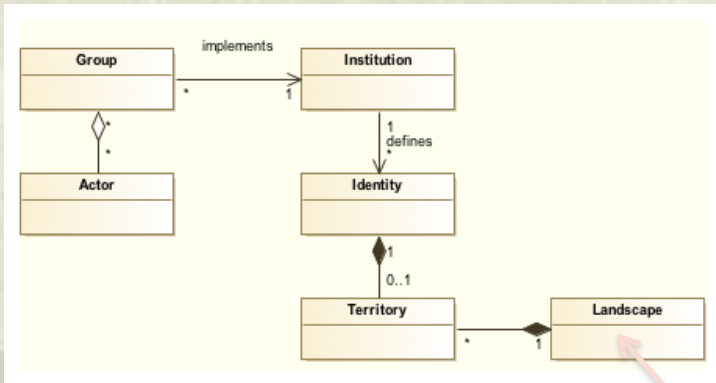 implements
Group
Institution
* 1
*
*
1
defines
*
Actor
Identity
1
0..1
Territory
Landscape
* 1